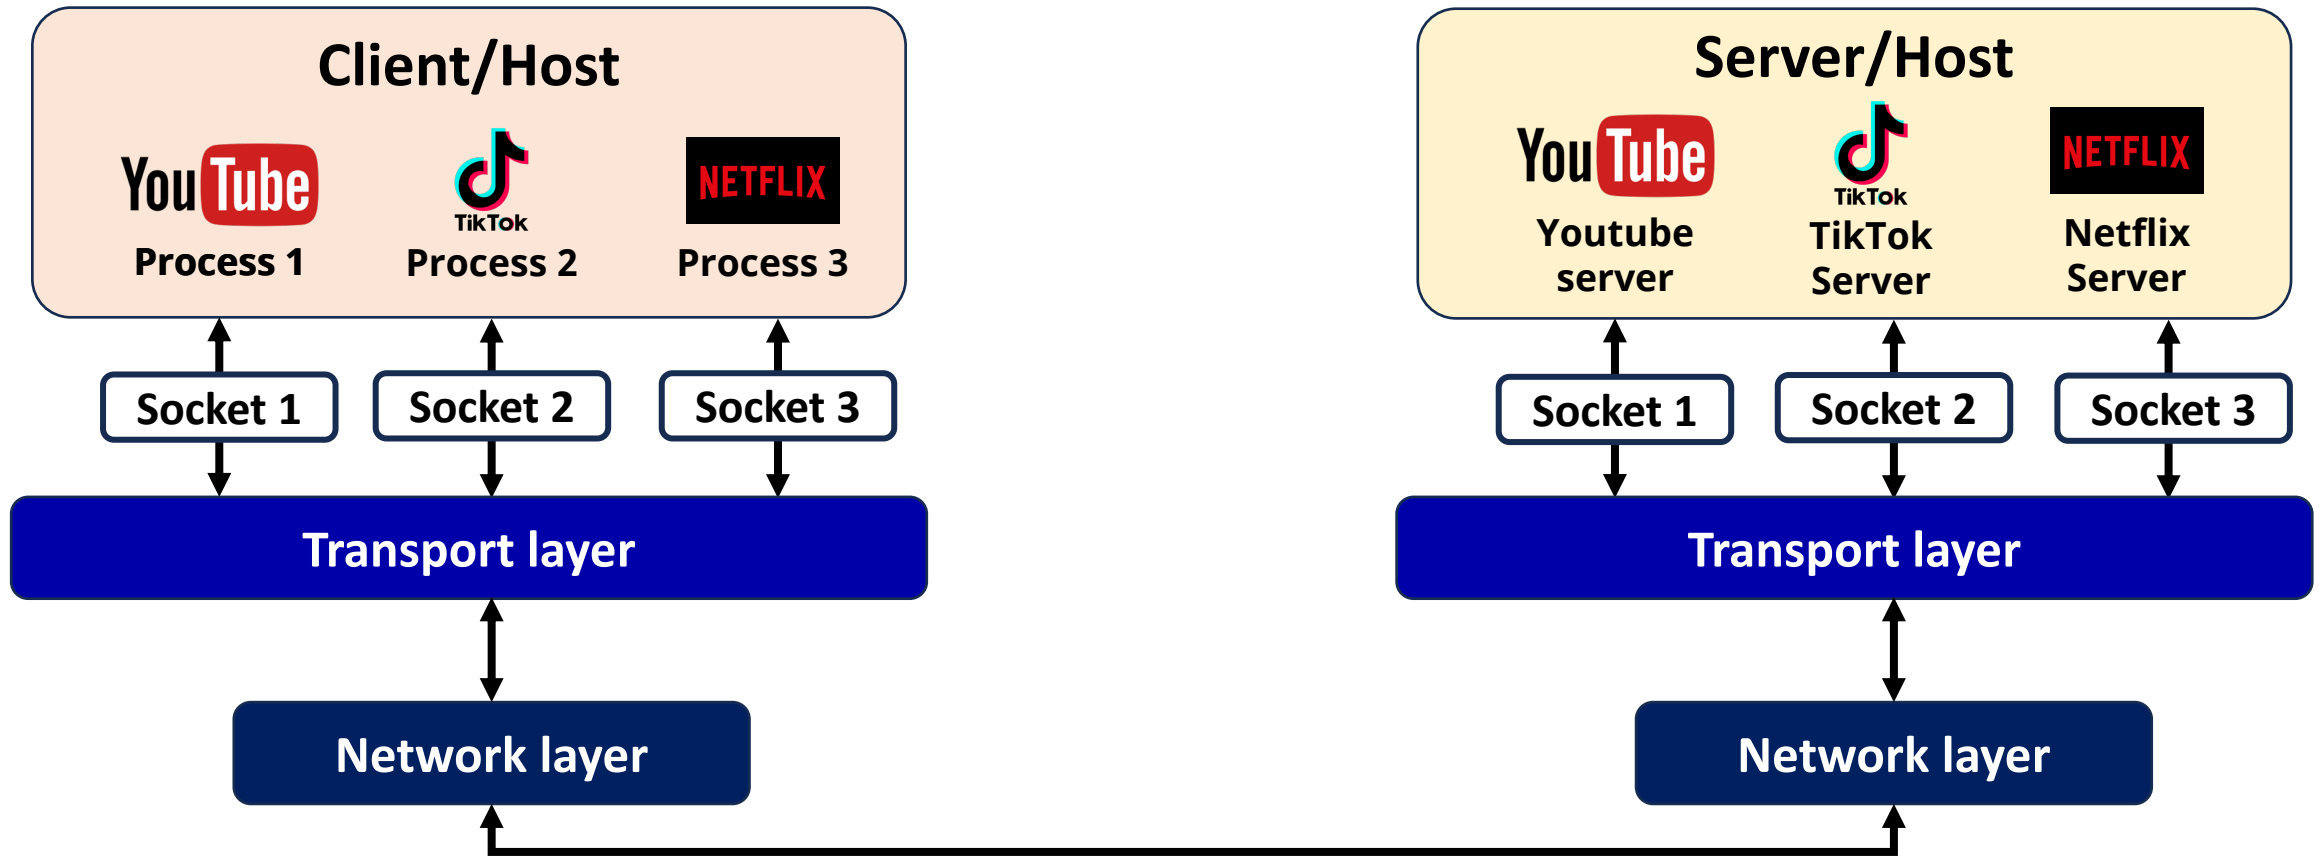 Client/Host
YouTube
TikTok
NETFLIX
Process 1
Process 2
Process 3
Socket 1
Socket 2
Socket 3
Transport layer
Network layer
Server/Host
YouTube
TikTok
NETFLIX
Youtube
server
TikTok
Server
Netflix
Server
Socket 1
Socket 2
Socket 3
Transport layer
Network layer